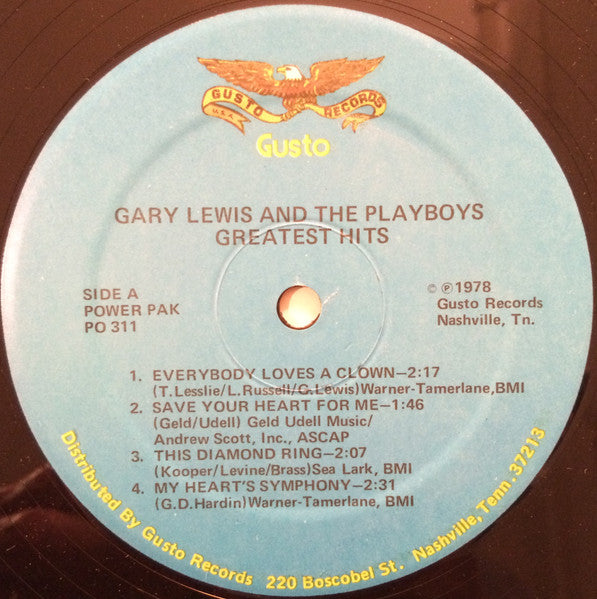 GUSTO RECORDS
U.S.A.
Gusto
GARY LEWIS AND THE PLAYBOYS
GREATEST HITS
SIDE A
POWER PAK
PO 311
© ℗ 1978
Gusto Records
Nashville, Tn.
1. EVERYBODY LOVES A CLOWN—2:17
(T.Lesslie/L.Russell/G.Lewis)Warner-Tamerlane,BMI
2. SAVE YOUR HEART FOR ME—1:46
(Geld/Udell) Geld Udell Music/
Andrew Scott, Inc., ASCAP
3. THIS DIAMOND RING—2:07
(Kooper/Levine/Brass)Sea Lark, BMI
4. MY HEART'S SYMPHONY—2:31
(G.D.Hardin)Warner-Tamerlane, BMI
Distributed By Gusto Records 220 Boscobel St. Nashville, Tenn. 37213